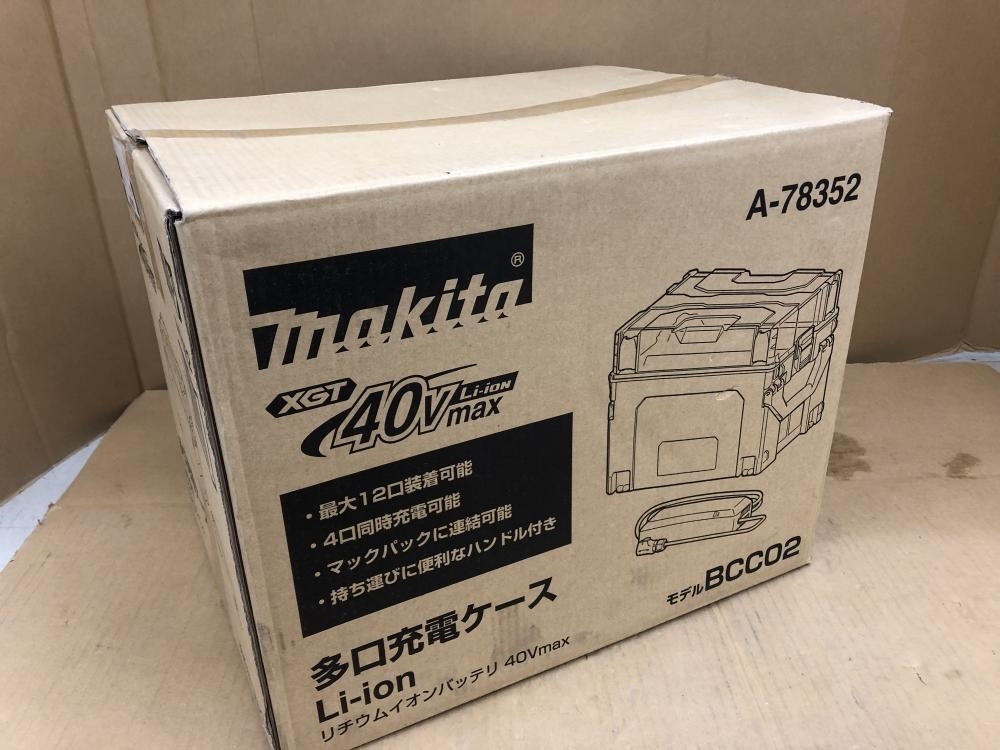 A-78352
makita®
XGT 40Vmax Li-ion
・最大12口装着可能
・4口同時充電可能
・マックパックに連結可能
・持ち運びに便利なハンドル付き
多口充電ケース
Li-ion
リチウムイオンバッテリ 40Vmax
モデルBCC02